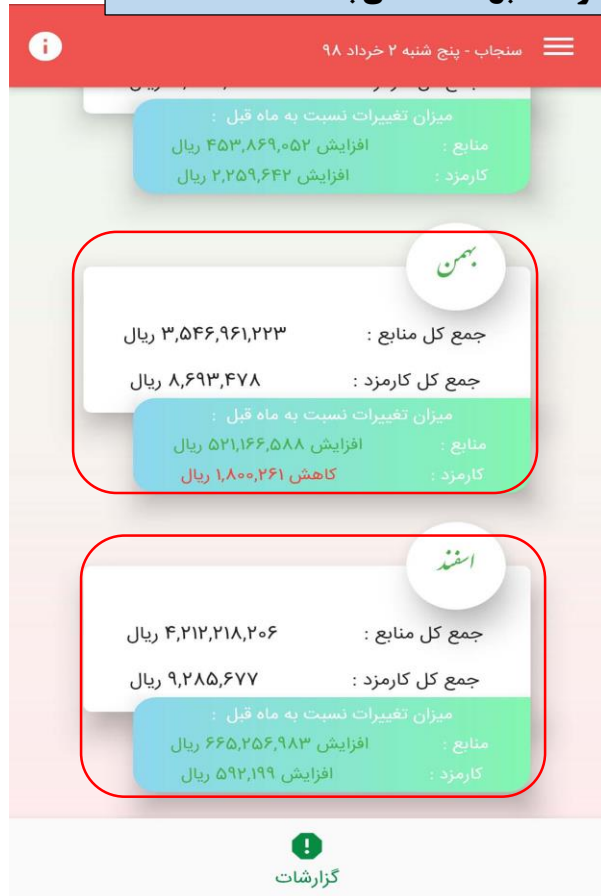 سنجاب - پنج شنبه ۲ خرداد ۹۸
میزان تغییرات نسبت به ماه قبل :
منابع : افزایش ۴۵۳,۸۶۹,۰۵۲ ریال
کارمزد : افزایش ۲,۲۵۹,۶۴۲ ریال
بهمن
جمع کل منابع : ۳,۵۴۶,۹۶۱,۲۲۳ ریال
جمع کل کارمزد : ۸,۶۹۳,۴۷۸ ریال
میزان تغییرات نسبت به ماه قبل :
منابع : افزایش ۵۲۱,۱۶۶,۵۸۸ ریال
کارمزد : کاهش ۱,۸۰۰,۲۶۱ ریال
اسفند
جمع کل منابع : ۴,۲۱۲,۲۱۸,۲۰۶ ریال
جمع کل کارمزد : ۹,۲۸۵,۶۷۷ ریال
میزان تغییرات نسبت به ماه قبل :
منابع : افزایش ۶۶۵,۲۵۶,۹۸۳ ریال
کارمزد : افزایش ۵۹۲,۱۹۹ ریال
گزارشات